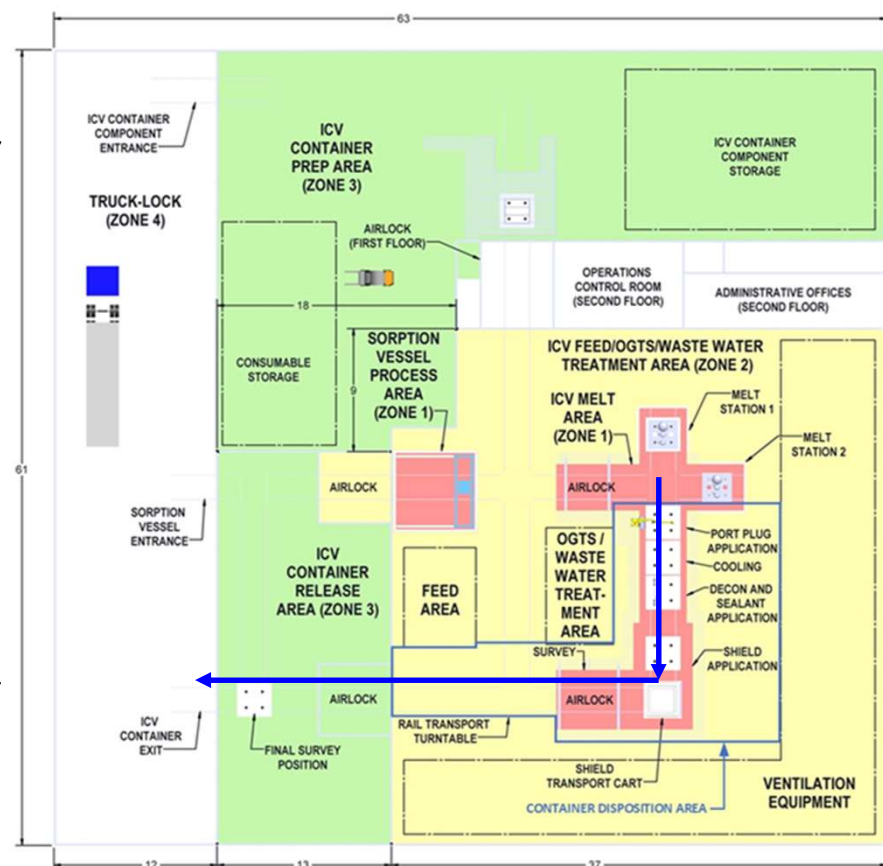 63
ICV CONTAINER
COMPONENT
ENTRANCE
ICV
CONTAINER
PREP AREA
(ZONE 3)
ICV CONTAINER
COMPONENT
STORAGE
TRUCK-LOCK
(ZONE 4)
AIRLOCK
(FIRST FLOOR)
OPERATIONS
CONTROL ROOM
(SECOND FLOOR)
ADMINISTRATIVE OFFICES
(SECOND FLOOR)
18
CONSUMABLE
STORAGE
9
SORPTION
VESSEL
PROCESS
AREA
(ZONE 1)
ICV FEED/OGTS/WASTE WATER
TREATMENT AREA (ZONE 2)
ICV MELT
AREA
(ZONE 1)
MELT
STATION 1
MELT
STATION 2
61
AIRLOCK
AIRLOCK
SORPTION
VESSEL
ENTRANCE
ICV
CONTAINER
RELEASE
AREA (ZONE 3)
FEED
AREA
OGTS /
WASTE
WATER
TREAT-
MENT
AREA
PORT PLUG
APPLICATION
COOLING
DECON AND
SEALANT
APPLICATION
SURVEY
SHIELD
APPLICATION
AIRLOCK
AIRLOCK
ICV
CONTAINER
EXIT
FINAL SURVEY
POSITION
RAIL TRANSPORT
TURNTABLE
SHIELD
TRANSPORT CART
CONTAINER DISPOSITION AREA
VENTILATION
EQUIPMENT
12
13
37